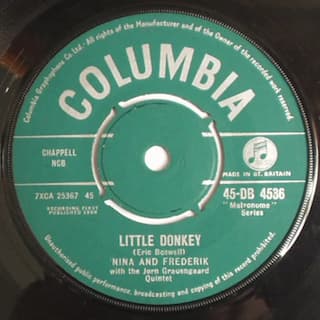 Columbia Graphophone Co. Ltd. All rights of the Manufacturer and of the Owner of the recorded work reserved.
COLUMBIA
CHAPPELL
NCB
MADE IN GT. BRITAIN
7XCA 25367 45
45-DB 4536
"Metronome"
Series
RECORDING FIRST
PUBLISHED 1959
LITTLE DONKEY
(Eric Boswell)
NINA AND FREDERIK
with the Jorn Grauengaard
Quintet
Unauthorised public performance, broadcasting and copying of this record prohibited